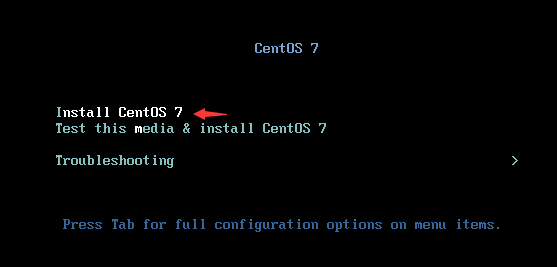 CentOS 7
Install CentOS 7
Test this media & install CentOS 7
Troubleshooting >
Press Tab for full configuration options on menu items.